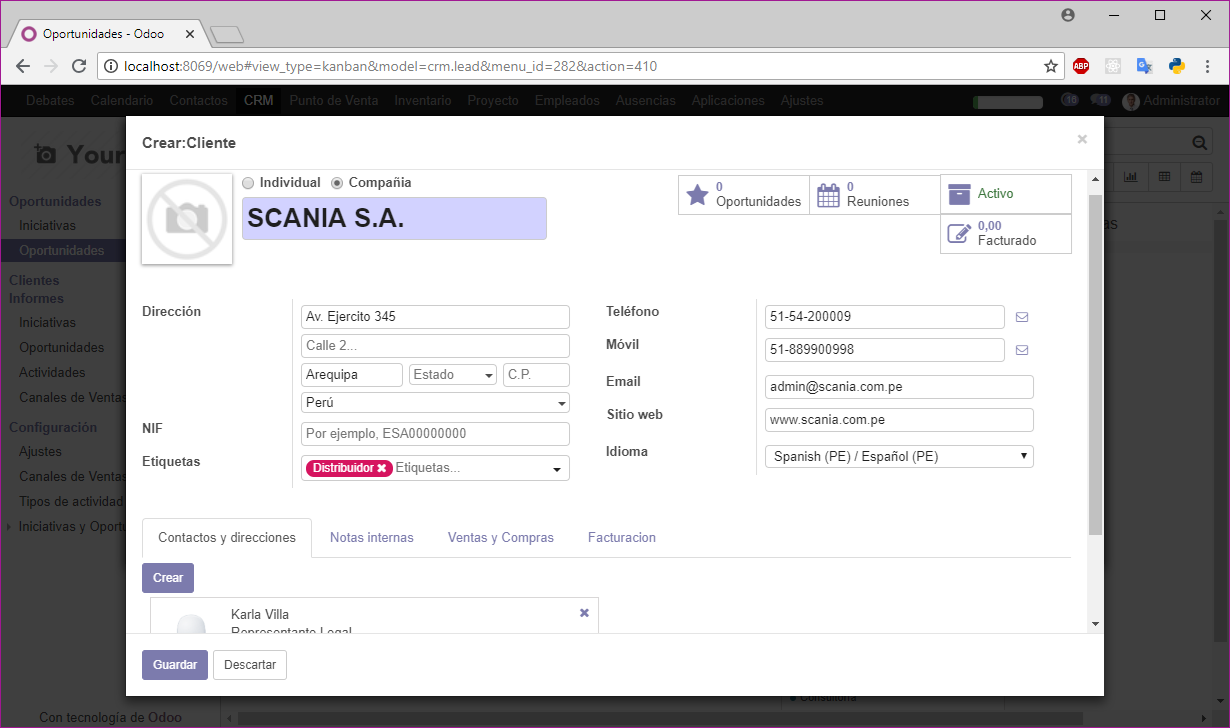 Oportunidades - Odoo
localhost:8069/web#view_type=kanban&model=crm.lead&menu_id=282&action=410
ABP
Debates Calendario Contactos CRM Punto de Venta Inventario Proyecto Empleados Ausencias Aplicaciones Ajustes 18 11 Administrator
Your
Crear:Cliente ×
Individual Compañia
SCANIA S.A.
0 Oportunidades
0 Reuniones
Activo
0,00 Facturado
Oportunidades
Iniciativas
Oportunidades
Clientes
Informes
Iniciativas
Oportunidades
Actividades
Canales de Ventas
Configuración
Ajustes
Canales de Ventas
Tipos de actividad
Iniciativas y Oport
Con tecnología de Odoo
as
Dirección
Av. Ejercito 345
Calle 2...
Arequipa Estado C.P.
Perú
NIF Por ejemplo, ESA00000000
Etiquetas Distribuidor Etiquetas...
Teléfono 51-54-200009
Móvil 51-889900998
Email admin@scania.com.pe
Sitio web www.scania.com.pe
Idioma Spanish (PE) / Español (PE)
Contactos y direcciones Notas internas Ventas y Compras Facturacion
Crear
Karla Villa
Representante Legal
Guardar Descartar
Consultoria